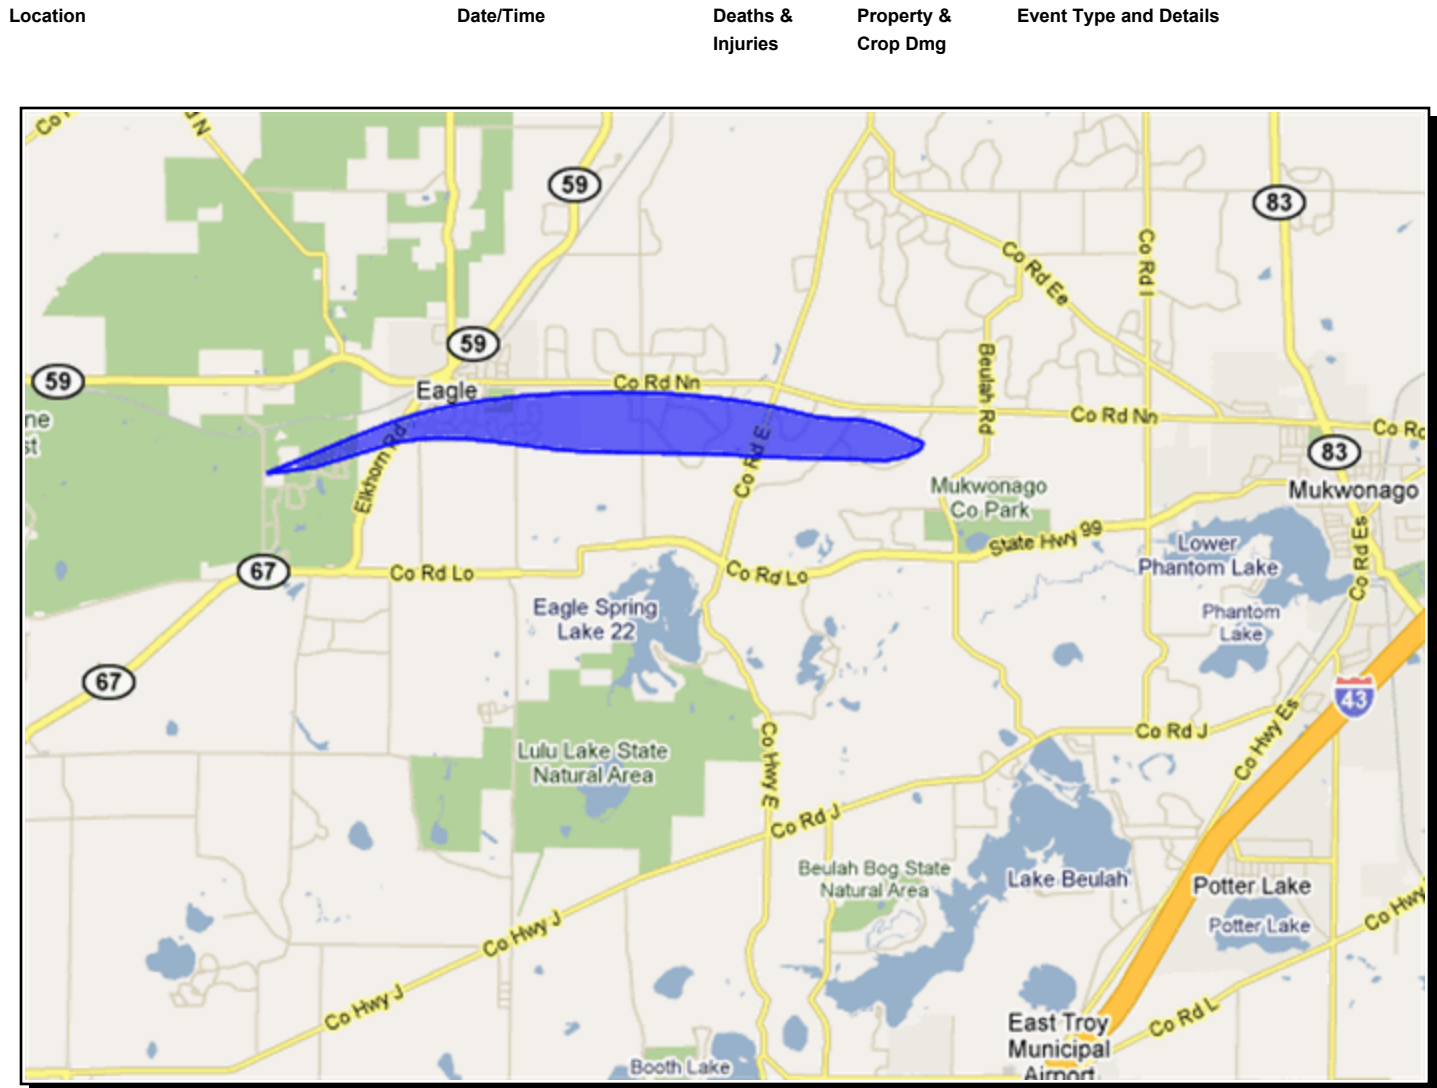 Location
Date/Time
Deaths &
Injuries
Property &
Crop Dmg
Event Type and Details
N
59
83
Co Rd Ee
Co Rd I
59
59
Eagle
Co Rd Nn
Beulah Rd
Co Rd Nn
Elkhorn Rd
Co Rd E
83
Mukwonago
Mukwonago
Co Park
State Hwy 99
Lower
Phantom Lake
Co Rd Es
67
Co Rd Lo
Co Rd Lo
Eagle Spring
Lake 22
Phantom
Lake
67
43
Co Rd J
Co Hwy Es
Lulu Lake State
Natural Area
Co Hwy E
Co Rd J
Beulah Bog State
Natural Area
Lake Beulah
Potter Lake
Potter Lake
Co Hwy
Co Hwy J
Co Hwy J
East Troy
Municipal
Airport
Co Rd L
Booth Lake